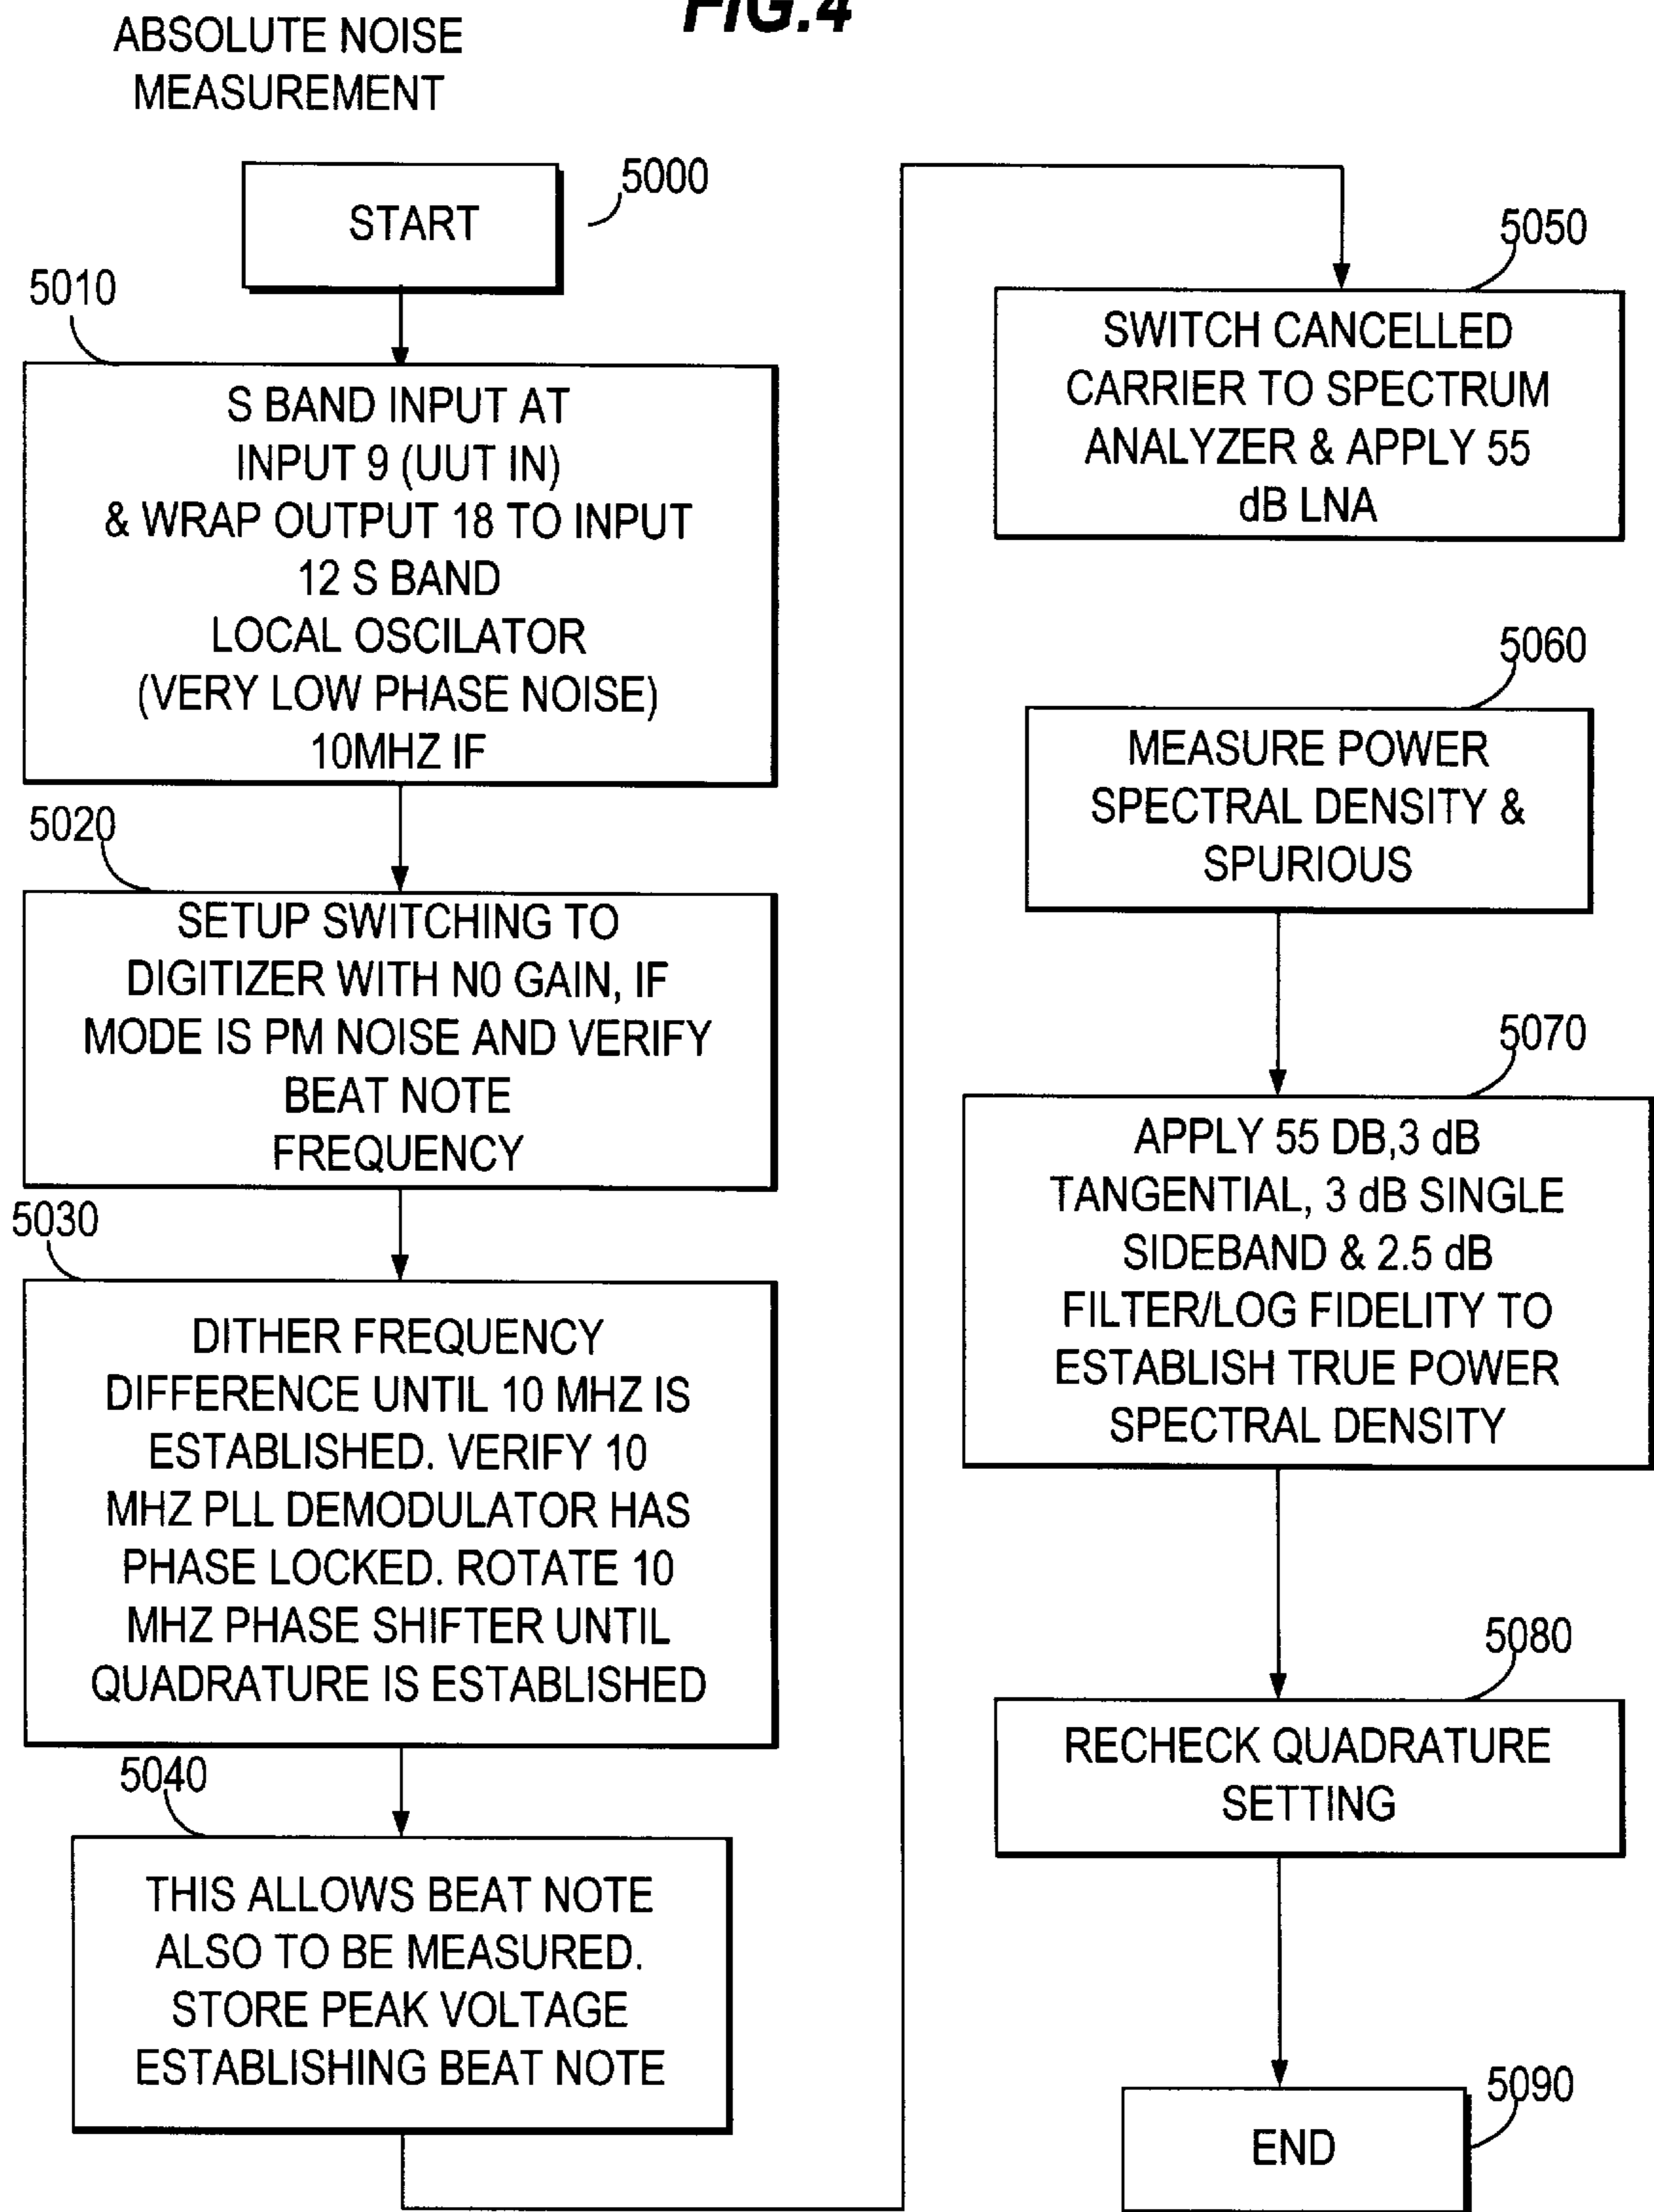 FIG.4
ABSOLUTE NOISE
MEASUREMENT
START
5000
5010
S BAND INPUT AT
INPUT 9 (UUT IN)
& WRAP OUTPUT 18 TO INPUT
12 S BAND
LOCAL OSCILATOR
(VERY LOW PHASE NOISE)
10MHZ IF
5020
SETUP SWITCHING TO
DIGITIZER WITH N0 GAIN, IF
MODE IS PM NOISE AND VERIFY
BEAT NOTE
FREQUENCY
5030
DITHER FREQUENCY
DIFFERENCE UNTIL 10 MHZ IS
ESTABLISHED. VERIFY 10
MHZ PLL DEMODULATOR HAS
PHASE LOCKED. ROTATE 10
MHZ PHASE SHIFTER UNTIL
QUADRATURE IS ESTABLISHED
5040
THIS ALLOWS BEAT NOTE
ALSO TO BE MEASURED.
STORE PEAK VOLTAGE
ESTABLISHING BEAT NOTE
5050
SWITCH CANCELLED
CARRIER TO SPECTRUM
ANALYZER & APPLY 55
dB LNA
5060
MEASURE POWER
SPECTRAL DENSITY &
SPURIOUS
5070
APPLY 55 DB,3 dB
TANGENTIAL, 3 dB SINGLE
SIDEBAND & 2.5 dB
FILTER/LOG FIDELITY TO
ESTABLISH TRUE POWER
SPECTRAL DENSITY
5080
RECHECK QUADRATURE
SETTING
5090
END